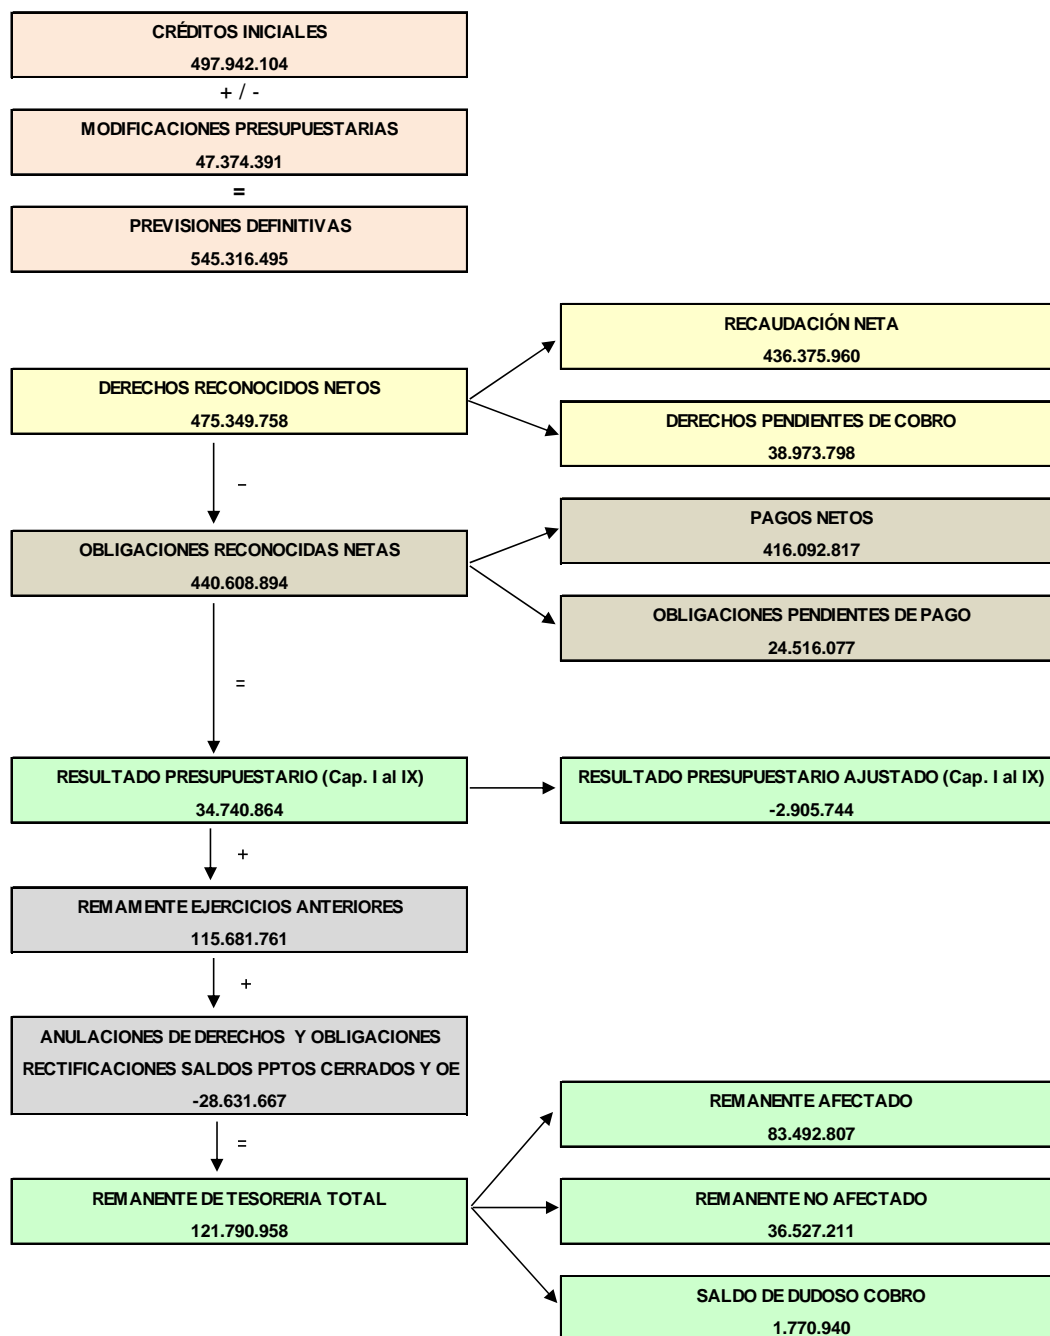 CRÉDITOS INICIALES
497.942.104
+ / -
MODIFICACIONES PRESUPUESTARIAS
47.374.391
=
PREVISIONES DEFINITIVAS
545.316.495
RECAUDACIÓN NETA
436.375.960
DERECHOS RECONOCIDOS NETOS
475.349.758
DERECHOS PENDIENTES DE COBRO
38.973.798
–
PAGOS NETOS
416.092.817
OBLIGACIONES RECONOCIDAS NETAS
440.608.894
OBLIGACIONES PENDIENTES DE PAGO
24.516.077
=
RESULTADO PRESUPUESTARIO (Cap. I al IX)
34.740.864
RESULTADO PRESUPUESTARIO AJUSTADO (Cap. I al IX)
-2.905.744
+
REMAMENTE EJERCICIOS ANTERIORES
115.681.761
+
ANULACIONES DE DERECHOS Y OBLIGACIONES
RECTIFICACIONES SALDOS PPTOS CERRADOS Y OE
-28.631.667
REMANENTE AFECTADO
83.492.807
=
REMANENTE DE TESORERIA TOTAL
121.790.958
REMANENTE NO AFECTADO
36.527.211
SALDO DE DUDOSO COBRO
1.770.940